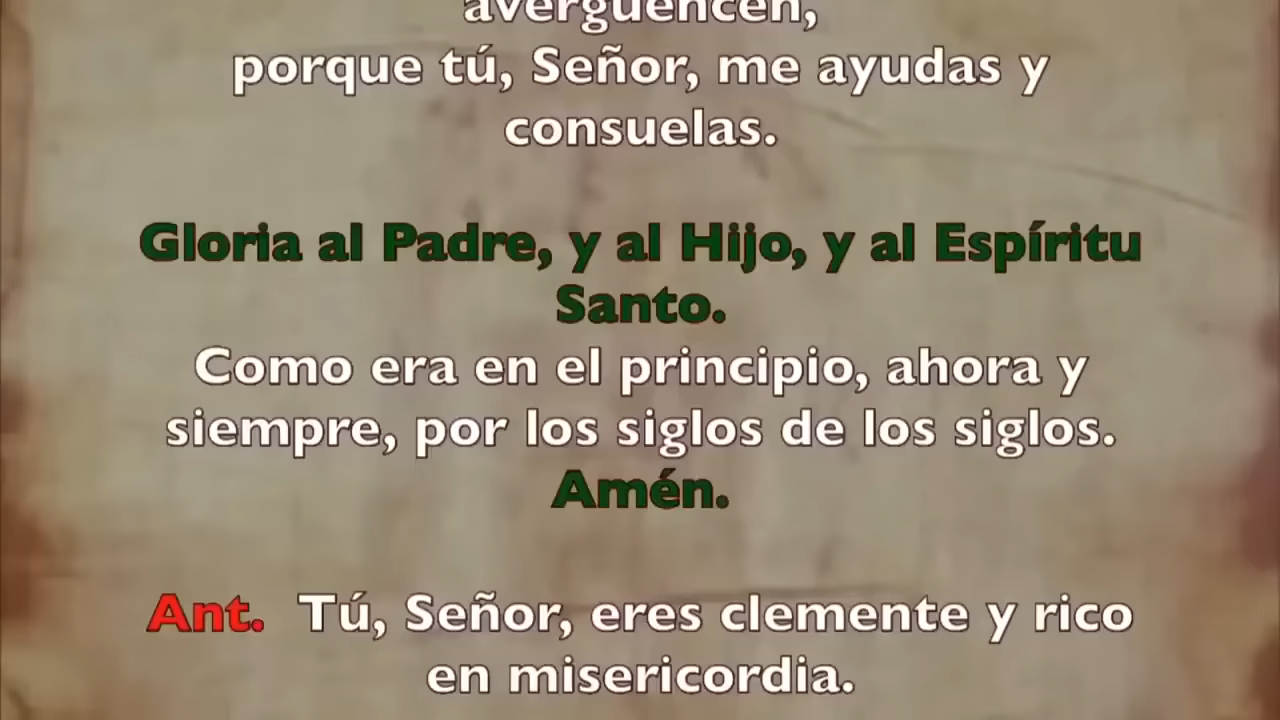 avergüencen,
porque tú, Señor, me ayudas y
consuelas.
Gloria al Padre, y al Hijo, y al Espíritu
Santo.
Como era en el principio, ahora y
siempre, por los siglos de los siglos.
Amén.
Ant. Tú, Señor, eres clemente y rico
en misericordia.